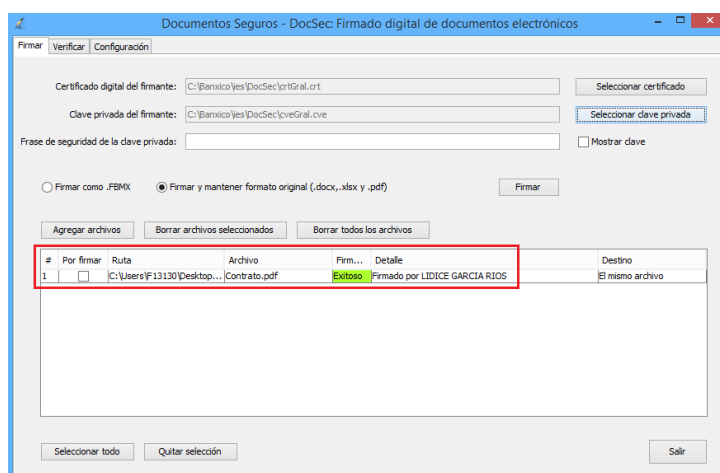 Documentos Seguros - DocSec: Firmado digital de documentos electrónicos
Firmar Verificar Configuración
Certificado digital del firmante: C:\Banxico\ies\DocSec\crtGral.crt Seleccionar certificado
Clave privada del firmante: C:\Banxico\ies\DocSec\cveGral.cve Seleccionar clave privada
Frase de seguridad de la clave privada: Mostrar clave
Firmar como .FBMX Firmar y mantener formato original (.docx,.xlsx y .pdf) Firmar
Agregar archivos Borrar archivos seleccionados Borrar todos los archivos
# Por firmar Ruta Archivo Firm... Detalle Destino
1 C:\Users\F13130\Desktop... Contrato.pdf Exitoso Firmado por LIDICE GARCIA RIOS El mismo archivo
Seleccionar todo Quitar selección Salir